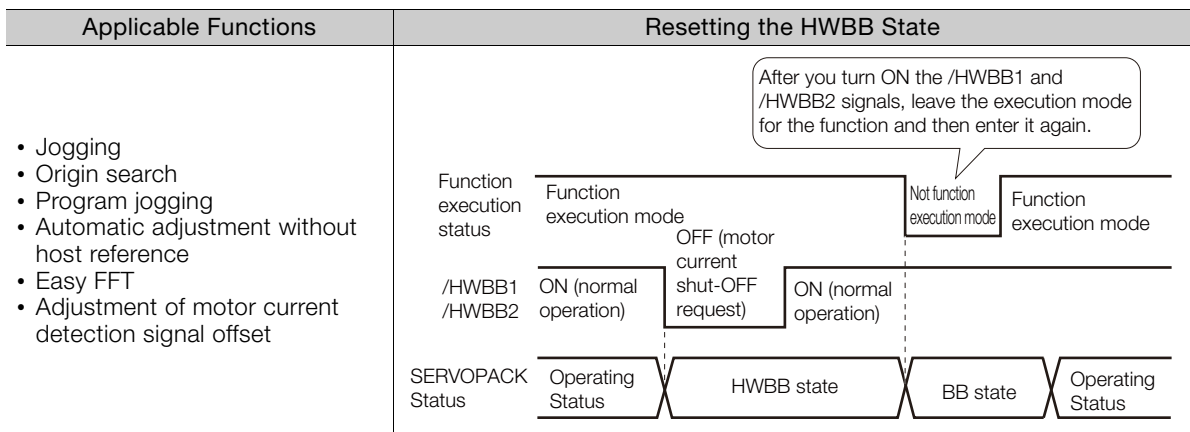 Applicable Functions
Resetting the HWBB State
• Jogging
• Origin search
• Program jogging
• Automatic adjustment without
host reference
• Easy FFT
• Adjustment of motor current
detection signal offset
After you turn ON the /HWBB1 and
/HWBB2 signals, leave the execution mode
for the function and then enter it again.
Function
execution
status
Function
execution mode
Not function
execution mode
Function
execution mode
/HWBB1
/HWBB2
ON (normal
operation)
OFF (motor
current
shut-OFF
request)
ON (normal
operation)
SERVOPACK
Status
Operating
Status
HWBB state
BB state
Operating
Status